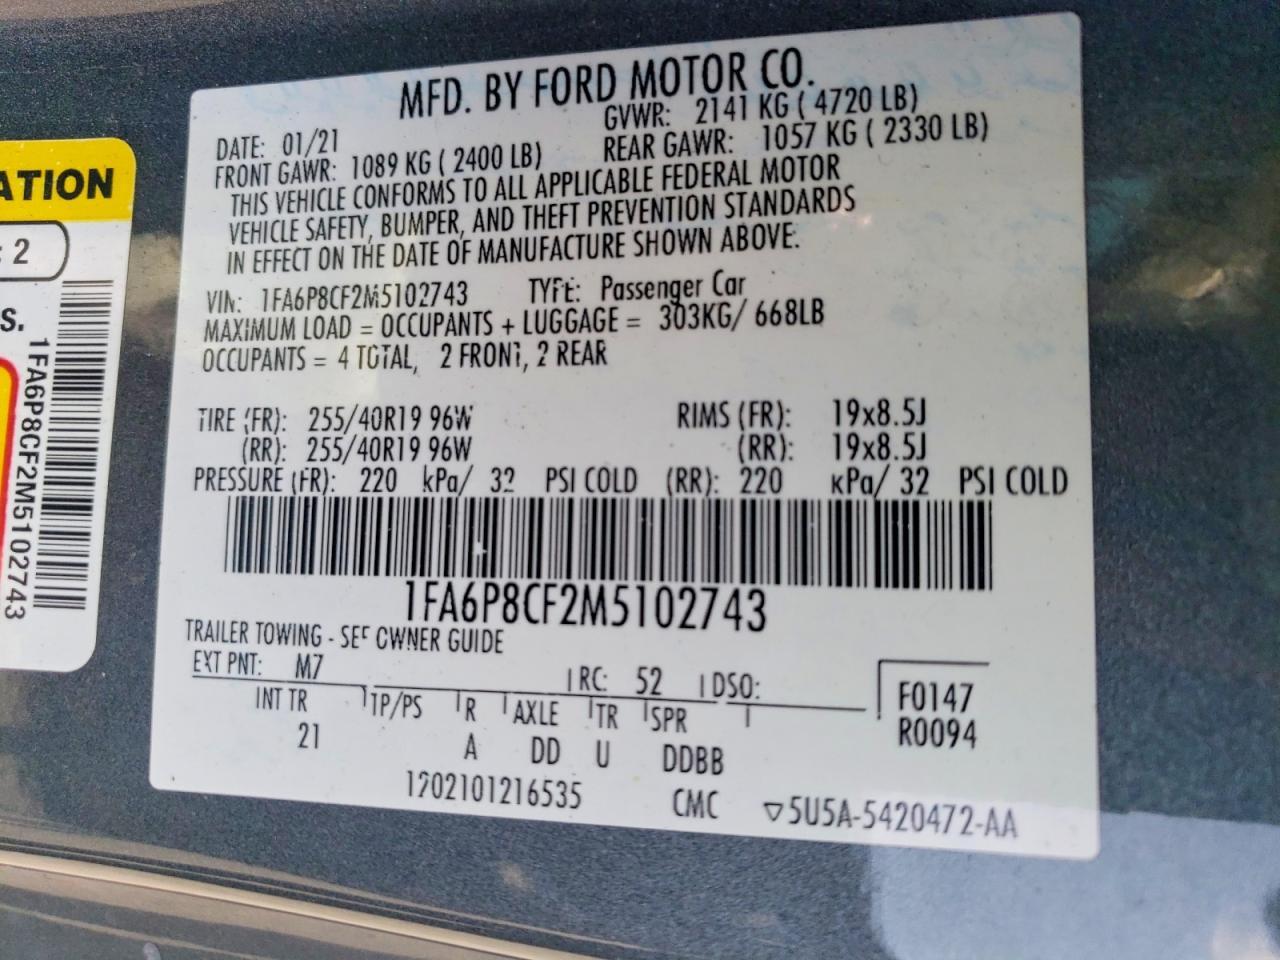 MFD. BY FORD MOTOR CO.
DATE: 01/21 GVWR: 2141 KG ( 4720 LB)
FRONT GAWR: 1089 KG ( 2400 LB) REAR GAWR: 1057 KG ( 2330 LB)
THIS VEHICLE CONFORMS TO ALL APPLICABLE FEDERAL MOTOR
VEHICLE SAFETY, BUMPER, AND THEFT PREVENTION STANDARDS
IN EFFECT ON THE DATE OF MANUFACTURE SHOWN ABOVE.
VIN: 1FA6P8CF2M5102743 TYPE: Passenger Car
MAXIMUM LOAD = OCCUPANTS + LUGGAGE = 303KG/ 668LB
OCCUPANTS = 4 TOTAL, 2 FRONT, 2 REAR
TIRE (FR): 255/40R19 96W RIMS (FR): 19x8.5J
(RR): 255/40R19 96W (RR): 19x8.5J
PRESSURE (FR): 220 kPa/ 32 PSI COLD (RR): 220 kPa/ 32 PSI COLD
1FA6P8CF2M5102743
TRAILER TOWING - SEE OWNER GUIDE
EXT PNT: M7 RC: 52 DSO:
INT TR TP/PS R AXLE TR SPR
21 A DD U DDBB
F0147
R0094
1202101216535 CMC ▽5U5A-5420472-AA
ATION
: 2
S.
1FA6P8CF2M5102743